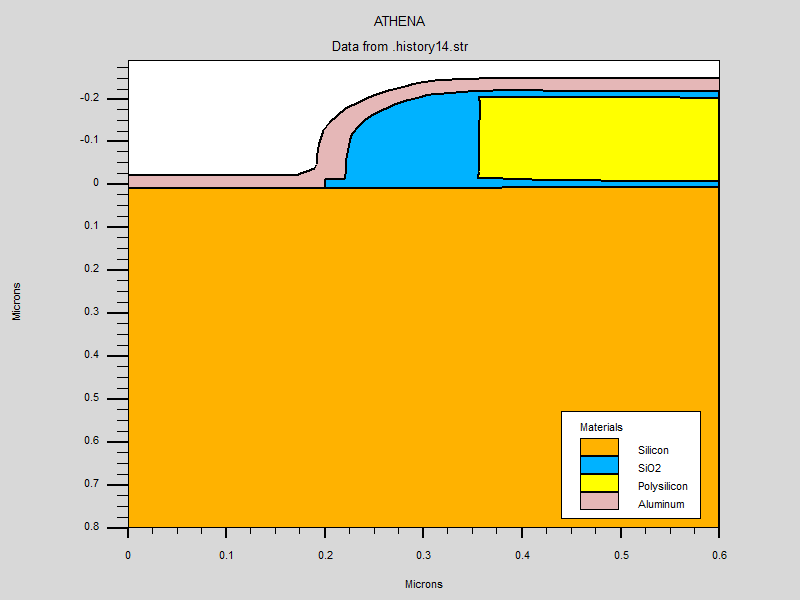 ATHENA
Data from .history14.str
-0.2
-0.1
0
0.1
0.2
0.3
0.4
0.5
0.6
0.7
0.8
Microns
0 0.1 0.2 0.3 0.4 0.5 0.6
Microns
Materials
Silicon
SiO2
Polysilicon
Aluminum